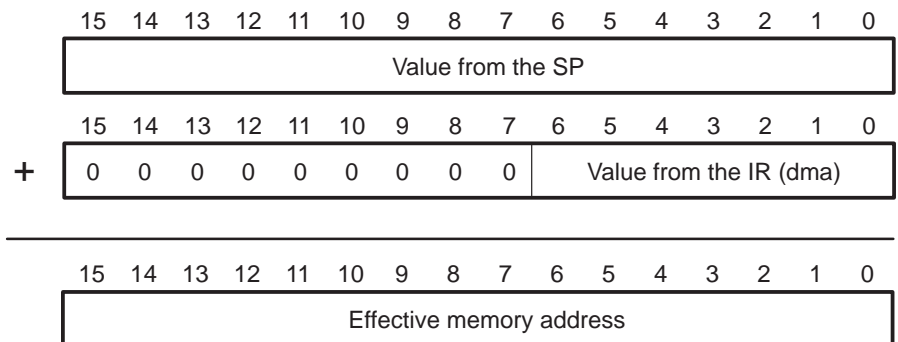 15 14 13 12 11 10 9 8 7 6 5 4 3 2 1 0
Value from the SP
15 14 13 12 11 10 9 8 7 6 5 4 3 2 1 0
+ 0 0 0 0 0 0 0 0 0 Value from the IR (dma)
15 14 13 12 11 10 9 8 7 6 5 4 3 2 1 0
Effective memory address